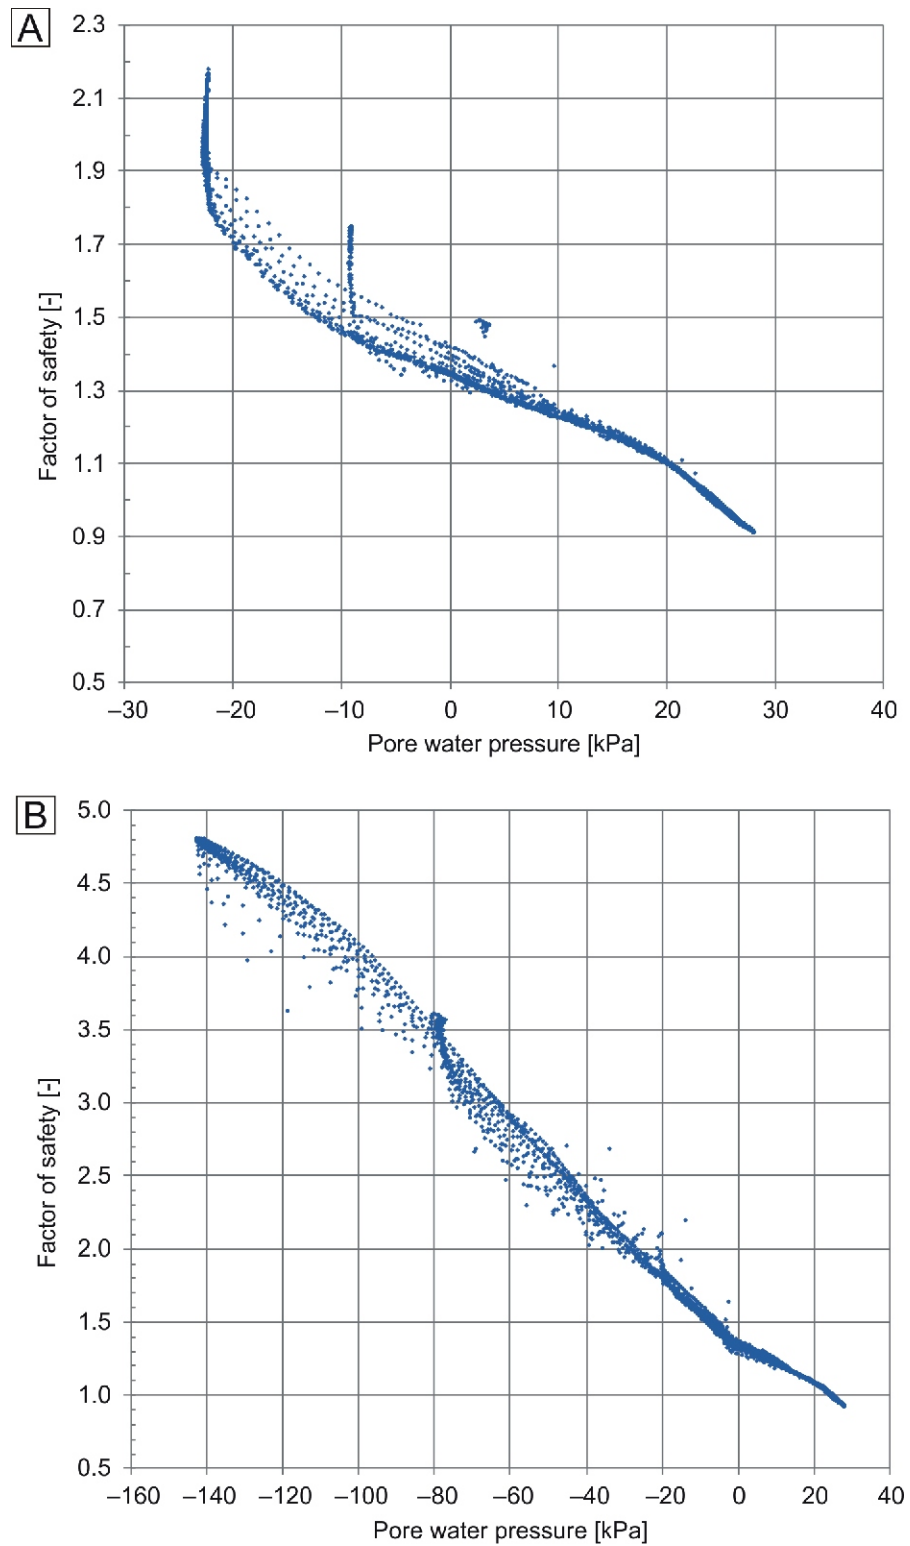 A
2.3
2.1
1.9
1.7
1.5
1.3
1.1
0.9
0.7
0.5
Factor of safety [-]
–30 –20 –10 0 10 20 30 40
Pore water pressure [kPa]
B
5.0
4.5
4.0
3.5
3.0
2.5
2.0
1.5
1.0
0.5
Factor of safety [-]
–160 –140 –120 –100 –80 –60 –40 –20 0 20 40
Pore water pressure [kPa]